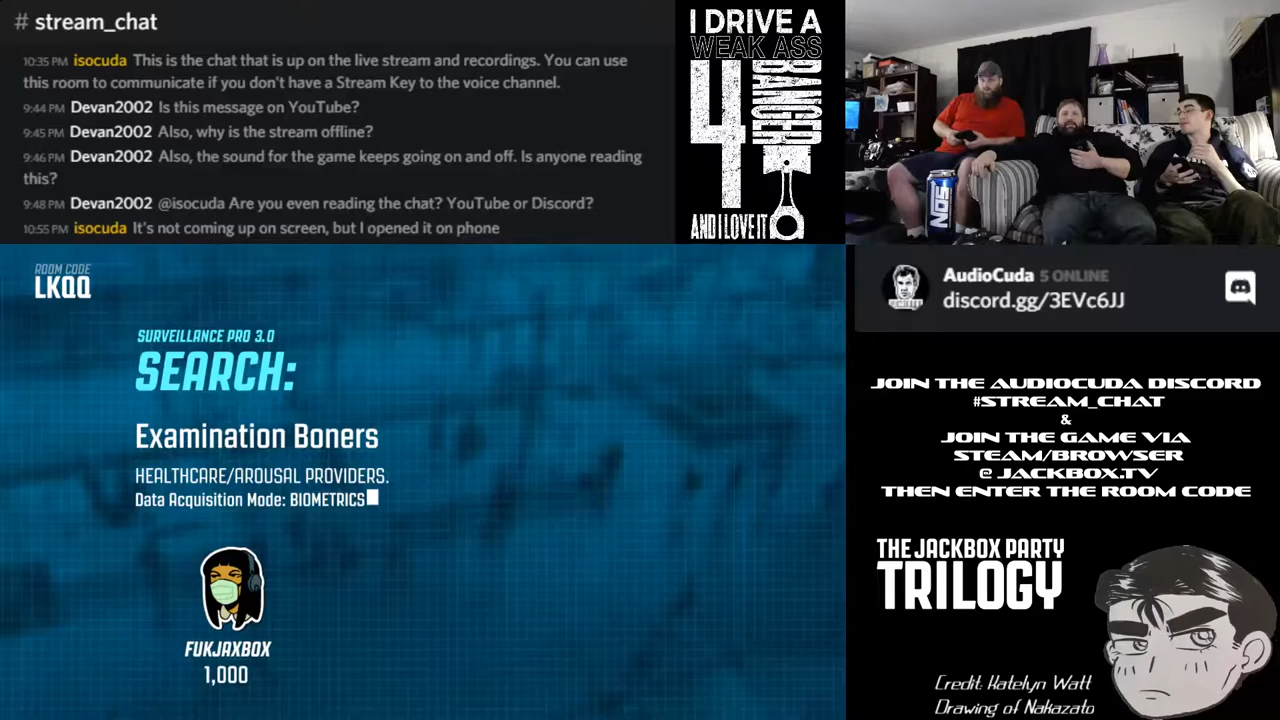 # stream_chat
10:35 PM isocuda This is the chat that is up on the live stream and recordings. You can use
this node to communicate if you don't have a Steam Key to the voice channel.
9:44 PM Devan2002 Is this message on YouTube?
9:45 PM Devan2002 Also, why is the stream offline?
9:46 PM Devan2002 Also, the sound for the game keeps going on and off. Is anyone reading
this?
9:48 PM Devan2002 @isocuda Are you even reading the chat? YouTube or Discord?
10:55 PM isocuda It's not coming up on screen, but I opened it on phone
I DRIVE A
WEAK ASS
4
BANGER
AND I LOVE IT
NOS
ROOM CODE
LKQQ
SURVEILLANCE PRO 3.0
SEARCH:
Examination Boners
HEALTHCARE/AROUSAL PROVIDERS.
Data Acquisition Mode: BIOMETRICS
FUKJAXBOX
1,000
AudioCuda 5 ONLINE
discord.gg/3EVc6JJ
JOIN THE AUDIOCUDA DISCORD
#STREAM_CHAT
&
JOIN THE GAME VIA
STEAM/BROWSER
@ JACKBOX.TV
THEN ENTER THE ROOM CODE
THE JACKBOX PARTY
TRILOGY
Credit: Katelyn Watt
Drawing of Nakazato